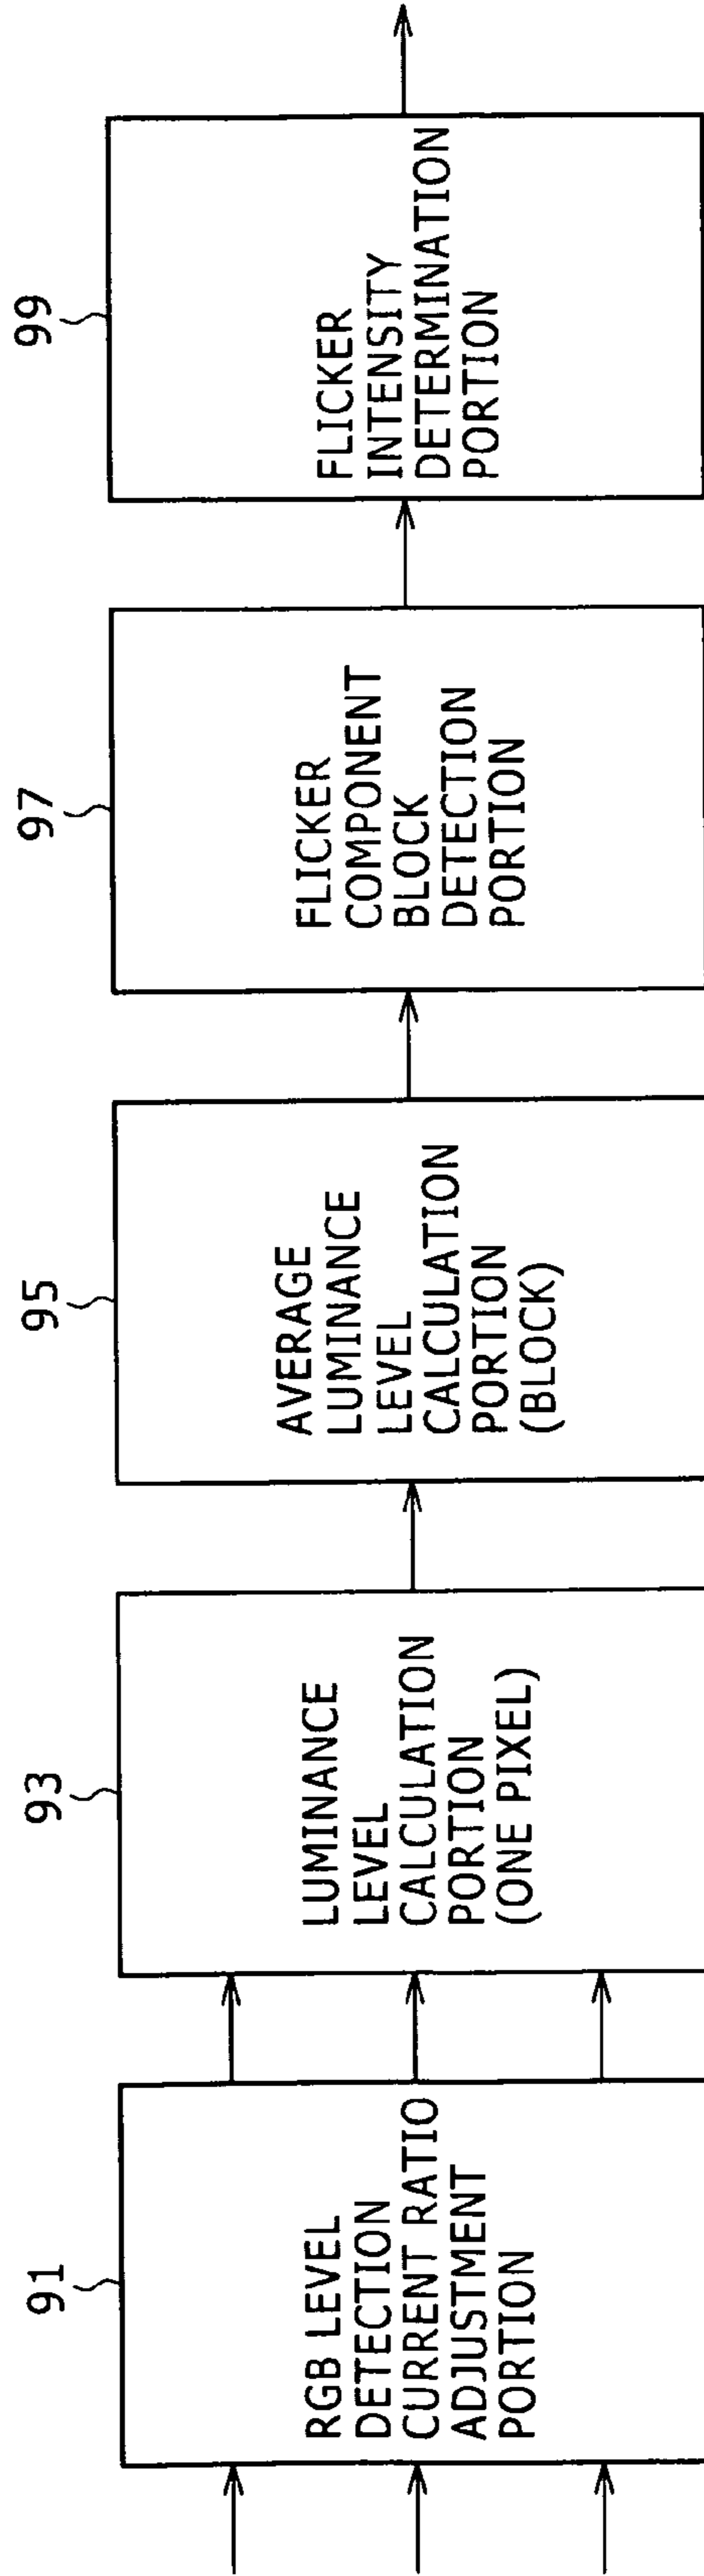 91
RGB LEVEL
DETECTION
CURRENT RATIO
ADJUSTMENT
PORTION
93
LUMINANCE
LEVEL
CALCULATION
PORTION
(ONE PIXEL)
95
AVERAGE
LUMINANCE
LEVEL
CALCULATION
PORTION
(BLOCK)
97
FLICKER
COMPONENT
BLOCK
DETECTION
PORTION
99
FLICKER
INTENSITY
DETERMINATION
PORTION